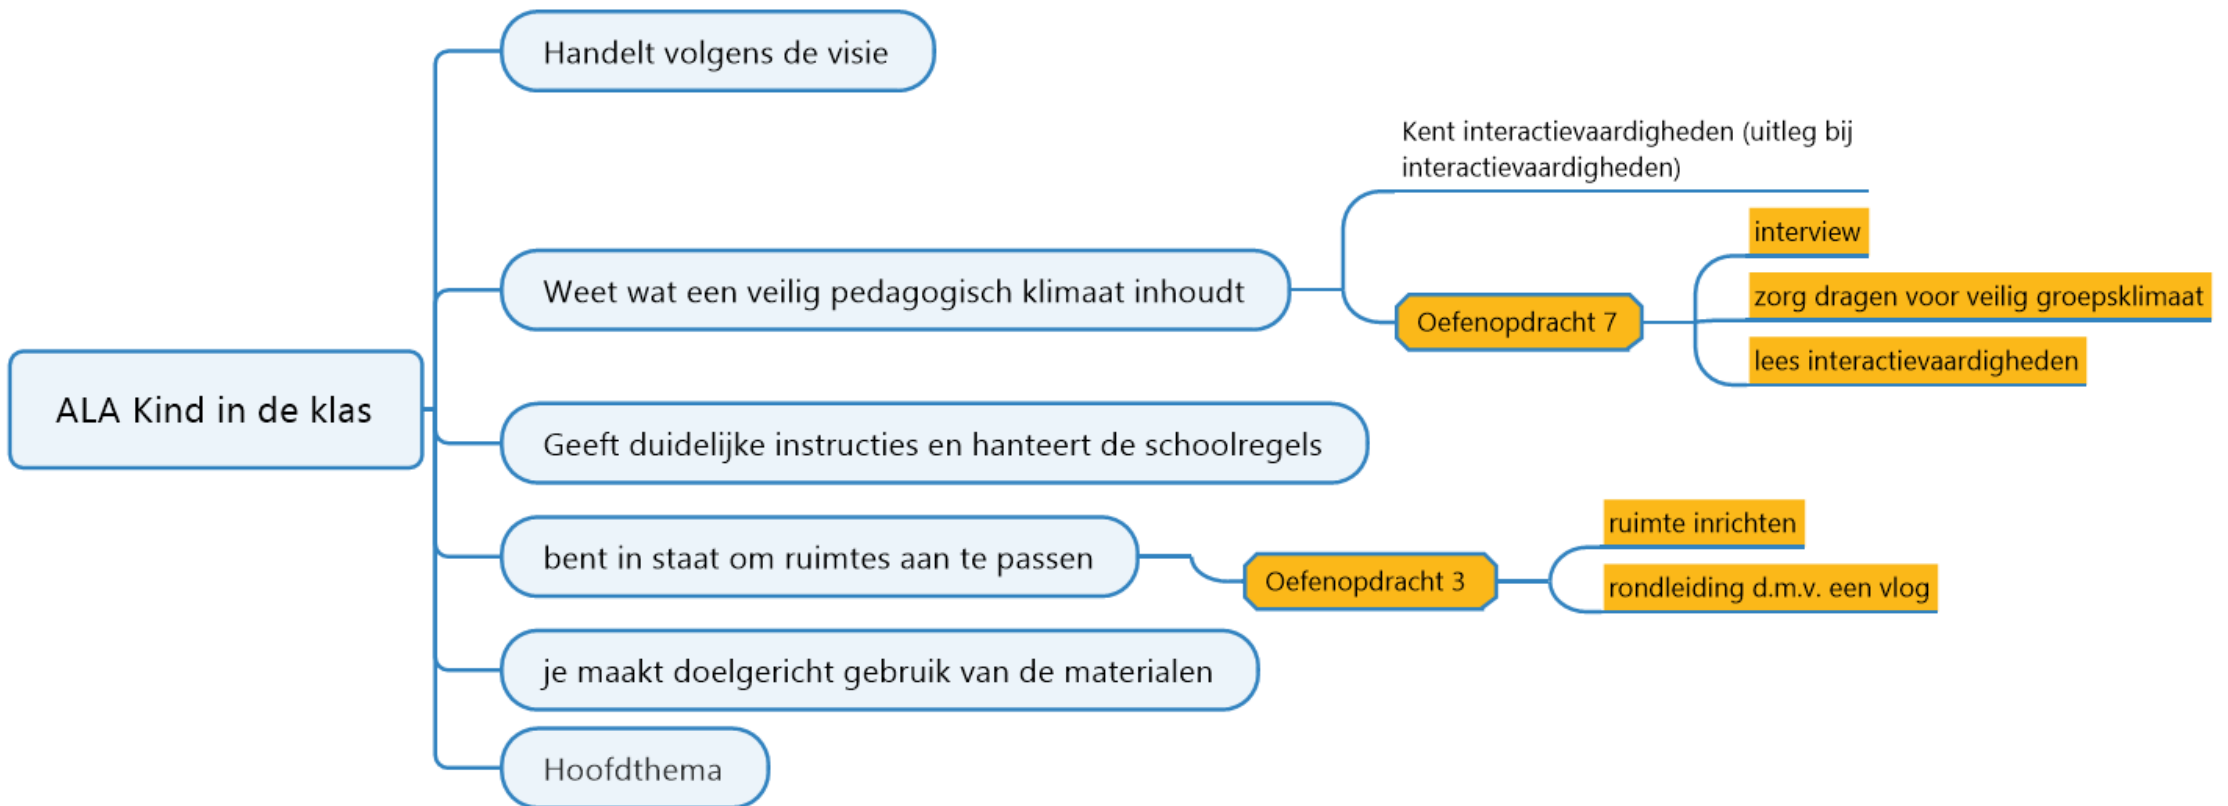 ALA Kind in de klas
Handelt volgens de visie
Weet wat een veilig pedagogisch klimaat inhoudt
Kent interactievaardigheden (uitleg bij
interactievaardigheden)
Oefenopdracht 7
interview
zorg dragen voor veilig groepsklimaat
lees interactievaardigheden
Geeft duidelijke instructies en hanteert de schoolregels
bent in staat om ruimtes aan te passen
Oefenopdracht 3
ruimte inrichten
rondleiding d.m.v. een vlog
je maakt doelgericht gebruik van de materialen
Hoofdthema